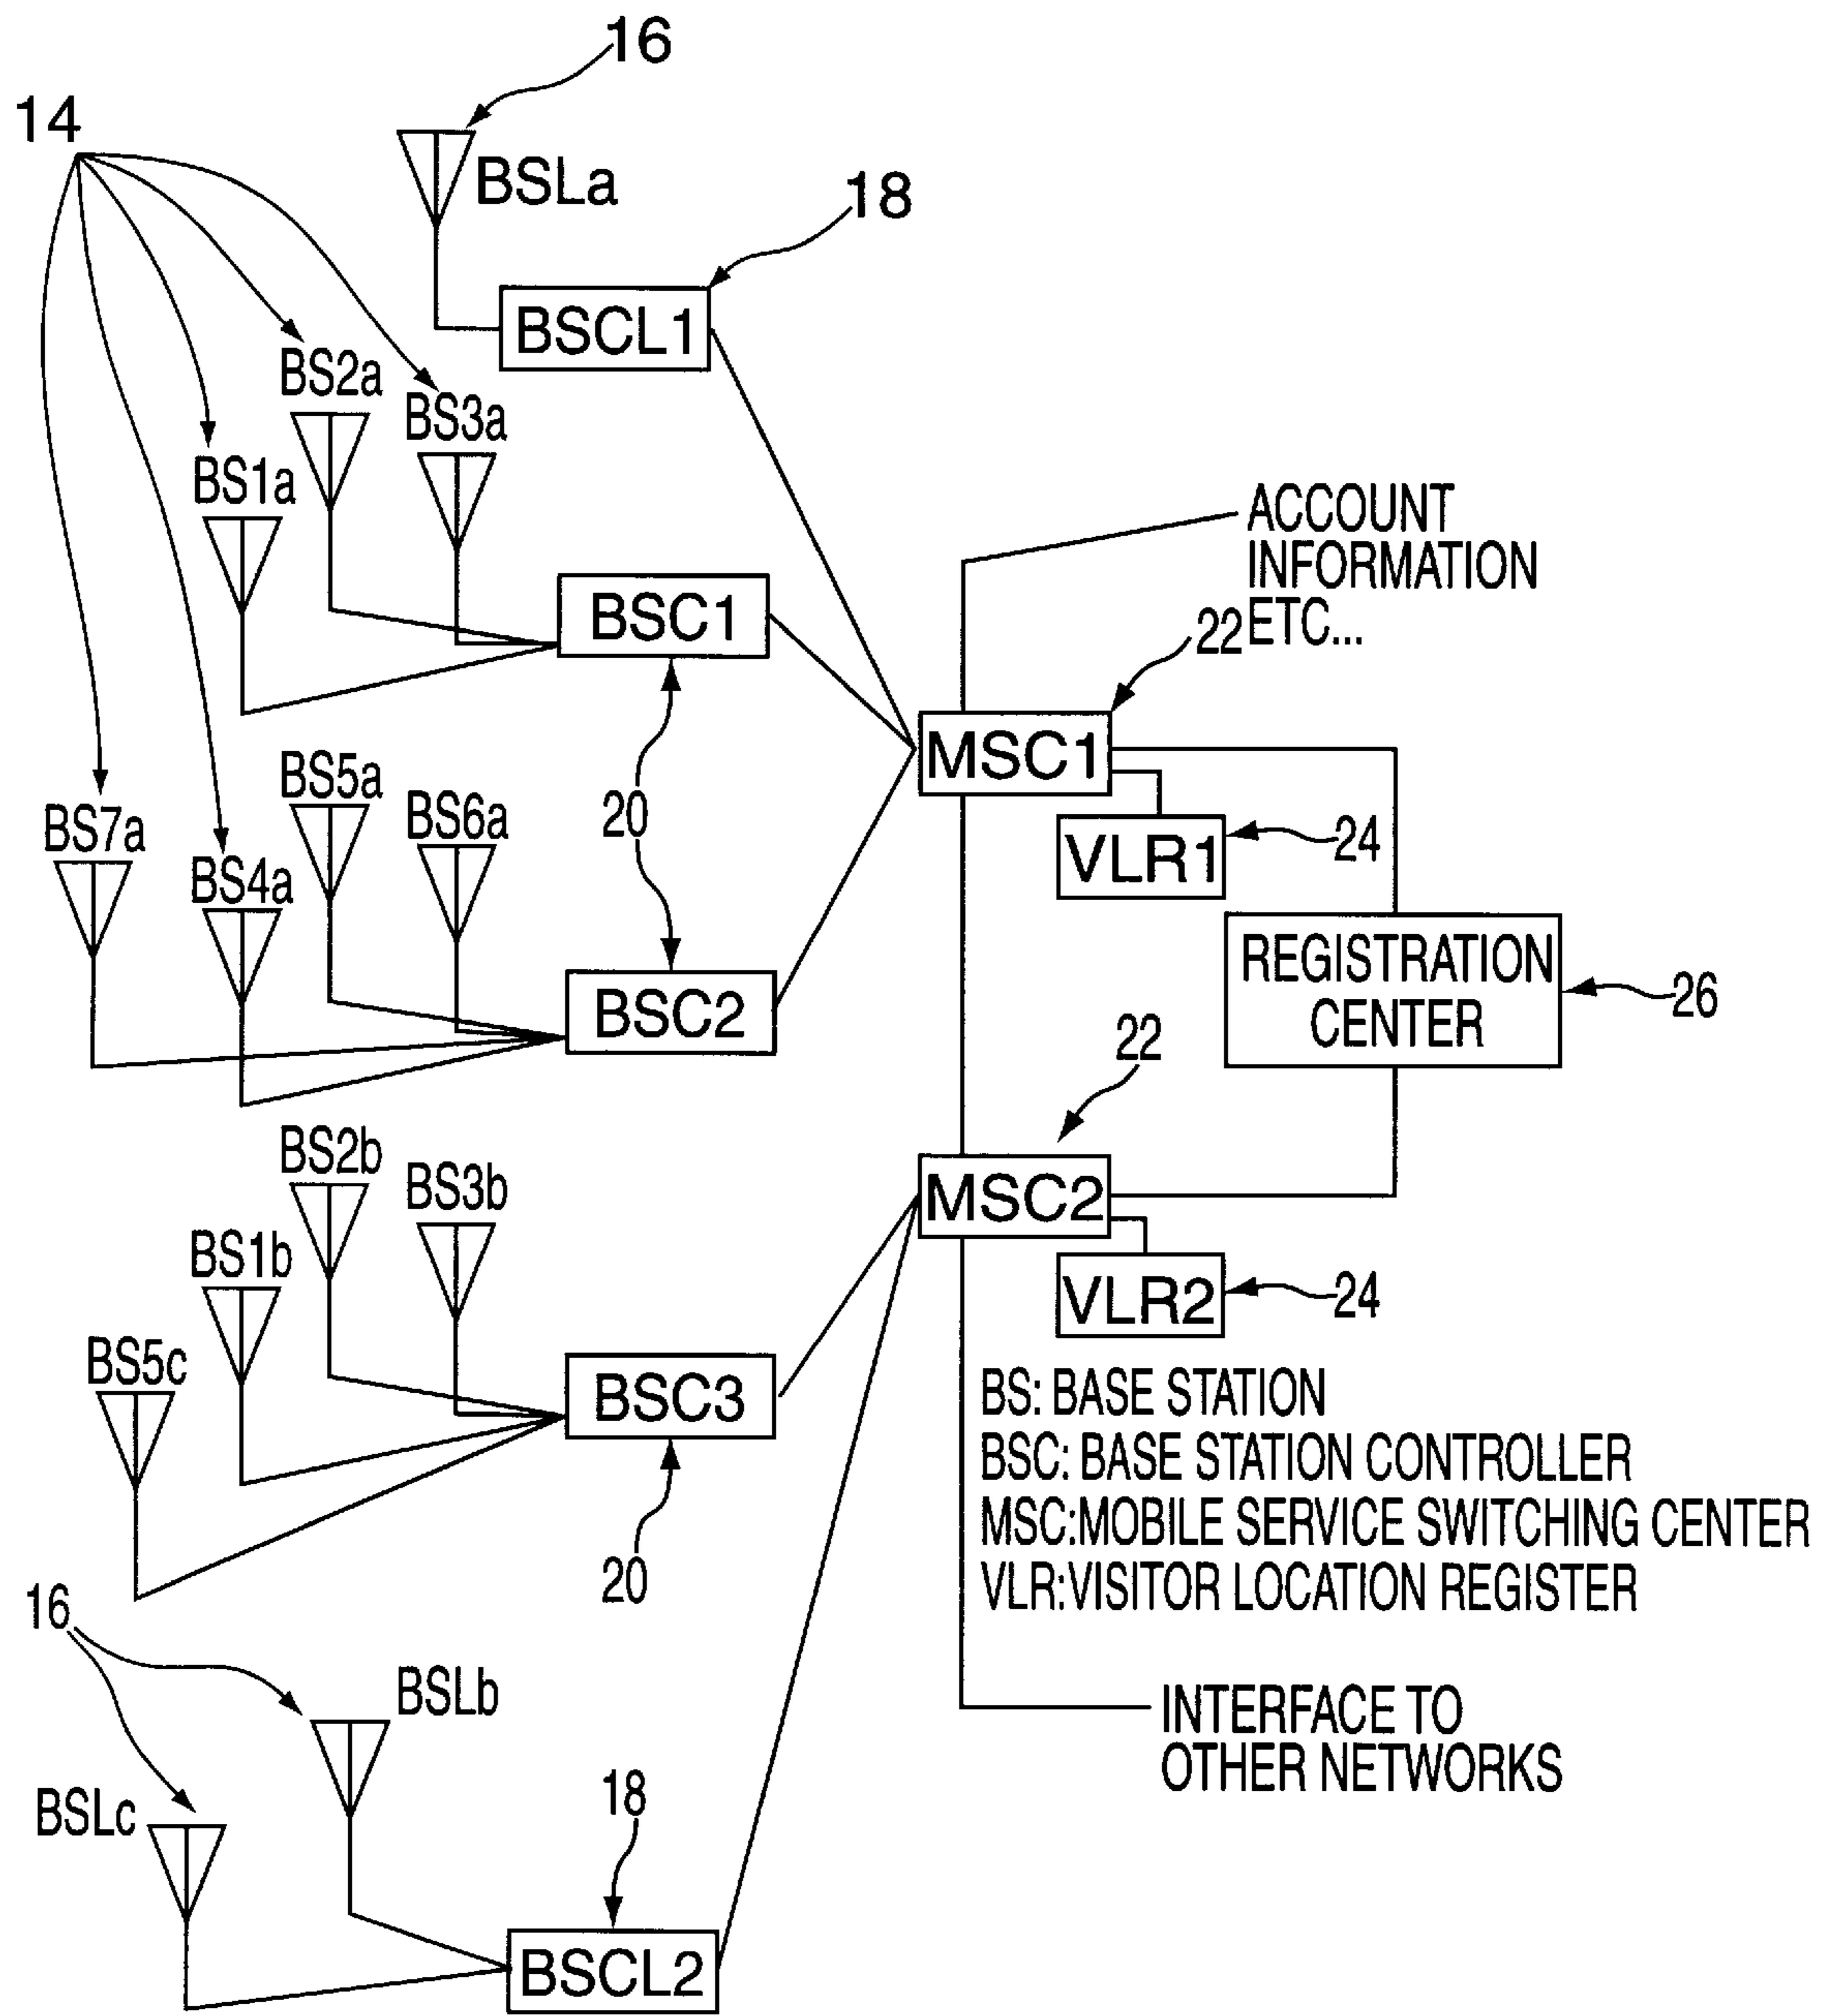 16
14
BSLa
18
BSCL1
BS2a
BS3a
BS1a
ACCOUNT
INFORMATION
ETC...
22
BSC1
MSC1
BS5a
BS6a
20
BS7a
BS4a
VLR1
24
REGISTRATION
CENTER
26
BSC2
22
BS2b
BS3b
MSC2
BS1b
VLR2
24
BS5c
BSC3
BS: BASE STATION
BSC: BASE STATION CONTROLLER
MSC:MOBILE SERVICE SWITCHING CENTER
VLR:VISITOR LOCATION REGISTER
20
16
BSLb
INTERFACE TO
OTHER NETWORKS
BSLc
18
BSCL2